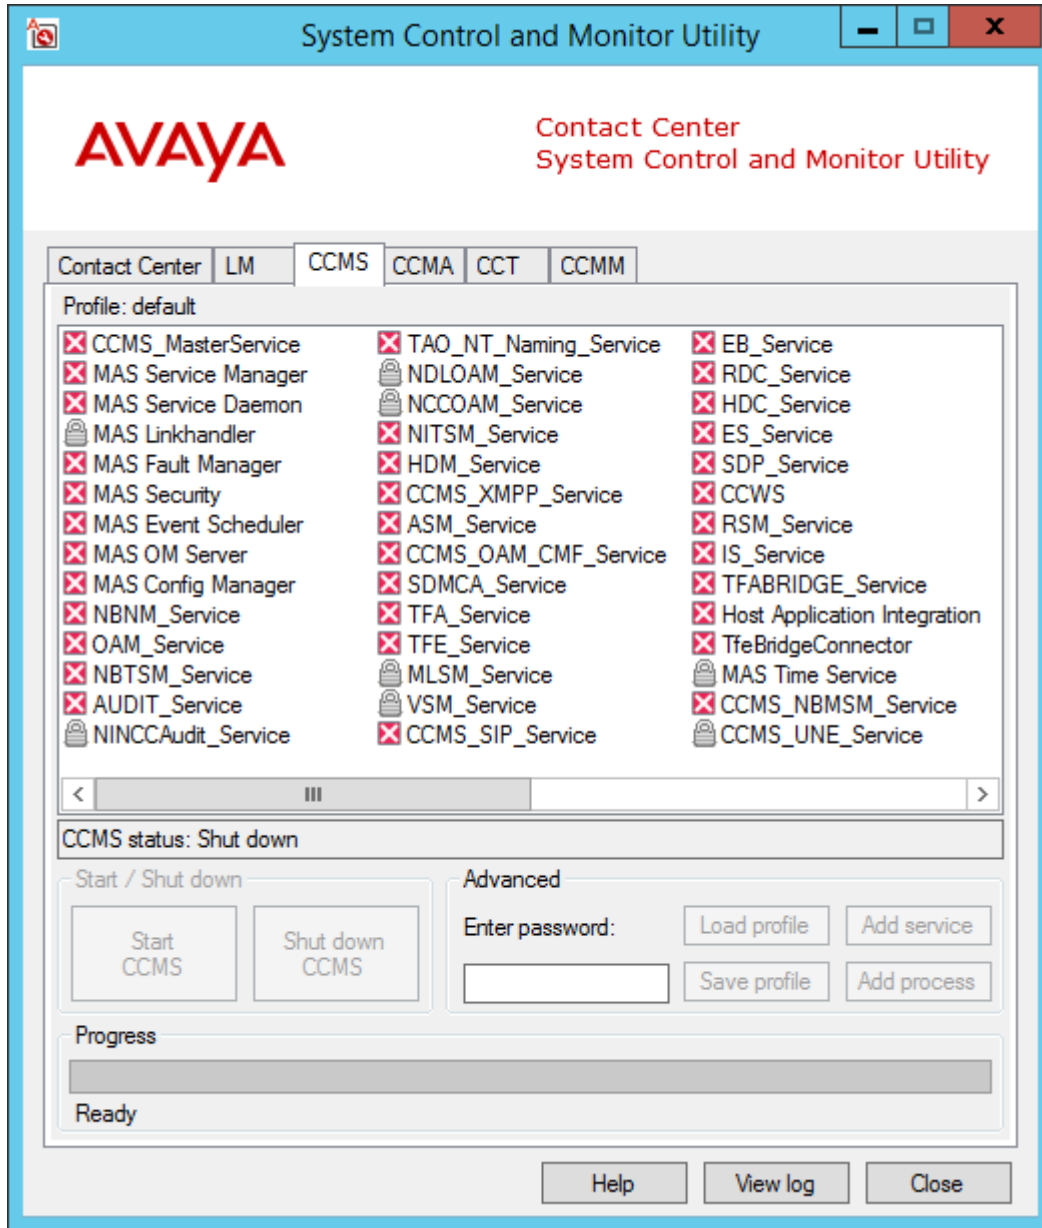 System Control and Monitor Utility
AVAYA
Contact Center
System Control and Monitor Utility
Contact Center LM CCMS CCMA CCT CCMM
Profile: default
CCMS_MasterService TAO_NT_Naming_Service EB_Service
MAS Service Manager NDLOAM_Service RDC_Service
MAS Service Daemon NCCOAM_Service HDC_Service
MAS Linkhandler NITSM_Service ES_Service
MAS Fault Manager HDM_Service SDP_Service
MAS Security CCMS_XMPP_Service CCWS
MAS Event Scheduler ASM_Service RSM_Service
MAS OM Server CCMS_OAM_CMF_Service IS_Service
MAS Config Manager SDMCA_Service TFABRIDGE_Service
NBNM_Service TFA_Service Host Application Integration
OAM_Service TFE_Service TfeBridgeConnector
NBTSM_Service MLSM_Service MAS Time Service
AUDIT_Service VSM_Service CCMS_NBMSM_Service
NINCCAudit_Service CCMS_SIP_Service CCMS_UNE_Service
CCMS status: Shut down
Start / Shut down
Start
CCMS
Shut down
CCMS
Advanced
Enter password:
Load profile Add service
Save profile Add process
Progress
Ready
Help View log Close